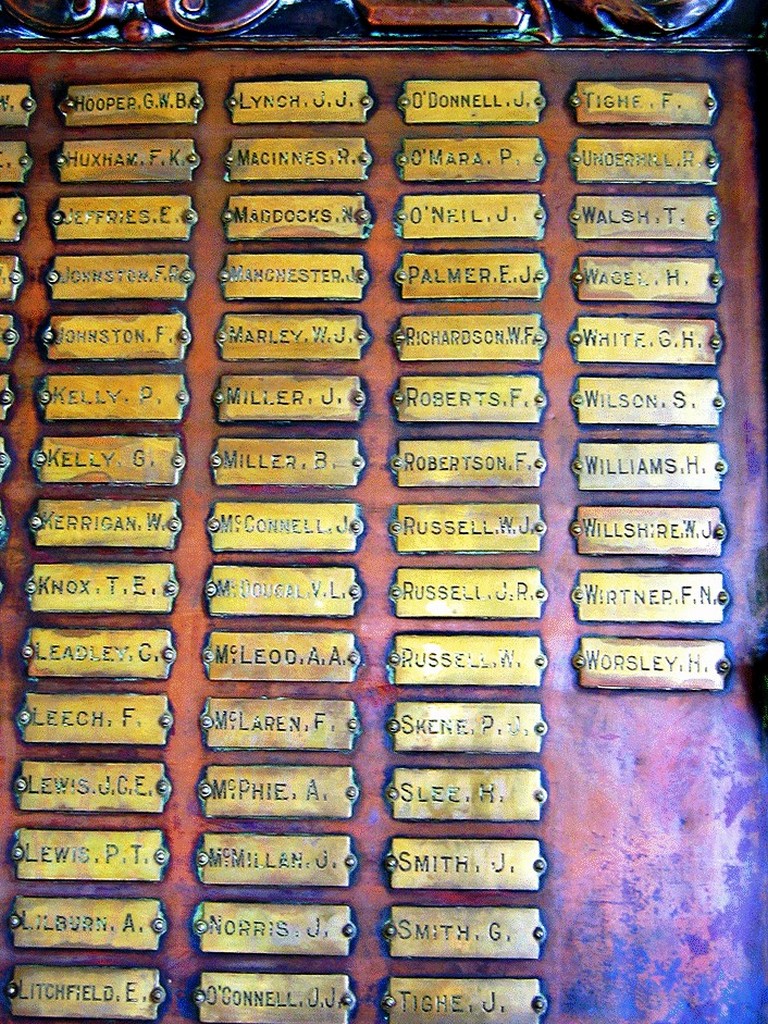 W.
HOOPER.G.W.B.
HUXHAM.F.K.
JEFFRIES.E.
JOHNSTON.F.R.
JOHNSTON.F.
KELLY. P.
KELLY. G.
KERRIGAN.W.
KNOX.T.E.
LEADLEY.C.
LEECH.F.
LEWIS.J.C.E.
LEWIS.P.T.
LILBURN.A.
LITCHFIELD.E.
LYNCH.J.J.
MACINNES.R.
MADDOCKS.N.
MANCHESTER.J.
MARLEY.W.J.
MILLER.J.
MILLER.B.
McCONNELL.J.
McDOUGAL.V.L.
McLEOD.A.A.
McLAREN.F.
McPHIE.A.
McMILLAN.J.
NORRIS.J.
O'CONNELL.J.J.
O'DONNELL.J.
O'MARA.P.
O'NEIL.J.
PALMER.E.J.
RICHARDSON.W.F.
ROBERTS.F.
ROBERTSON.F.
RUSSELL.W.J.
RUSSELL.J.R.
RUSSELL.W.
SKENE.P.J.
SLEE.H.
SMITH.J.
SMITH.G.
TIGHE.J.
TIGHE.F.
UNDERHILL.R.
WALSH.T.
WAGEL.H.
WHITE.G.H.
WILSON.S.
WILLIAMS.H.
WILLSHIRE.W.J.
WIRTNER.F.N.
WORSLEY.H.